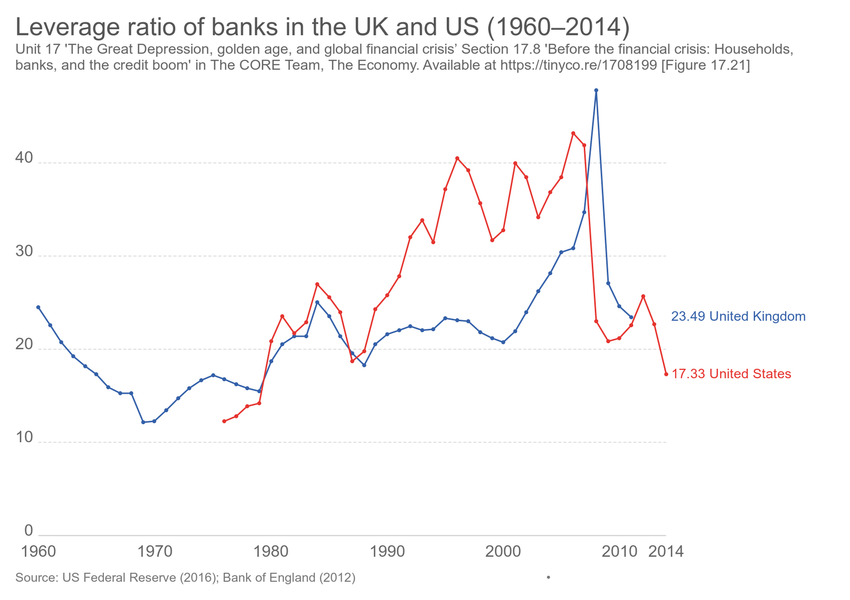 Leverage ratio of banks in the UK and US (1960–2014)
Unit 17 'The Great Depression, golden age, and global financial crisis’ Section 17.8 'Before the financial crisis: Households,
banks, and the credit boom' in The CORE Team, The Economy. Available at https://tinyco.re/1708199 [Figure 17.21]
40
30
20
10
0
23.49 United Kingdom
17.33 United States
1960 1970 1980 1990 2000 2010 2014
Source: US Federal Reserve (2016); Bank of England (2012)